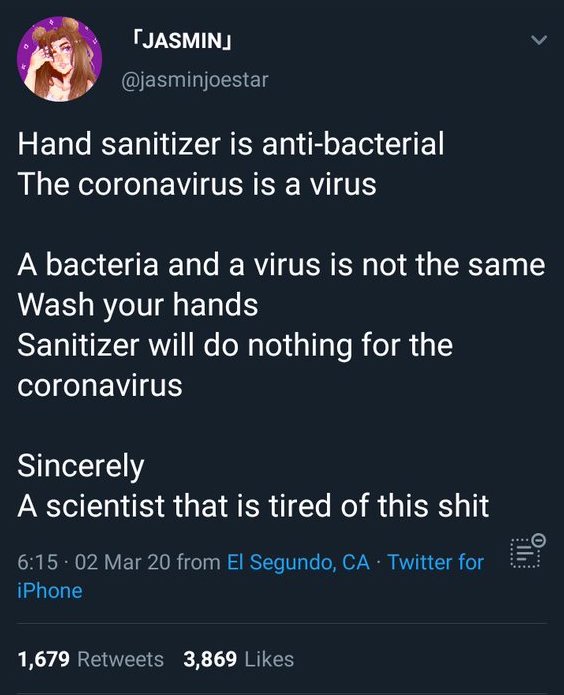 「JASMIN」
@jasminjoestar
Hand sanitizer is anti-bacterial
The coronavirus is a virus
A bacteria and a virus is not the same
Wash your hands
Sanitizer will do nothing for the
coronavirus
Sincerely
A scientist that is tired of this shit
6:15 · 02 Mar 20 from El Segundo, CA · Twitter for
iPhone
1,679 Retweets 3,869 Likes